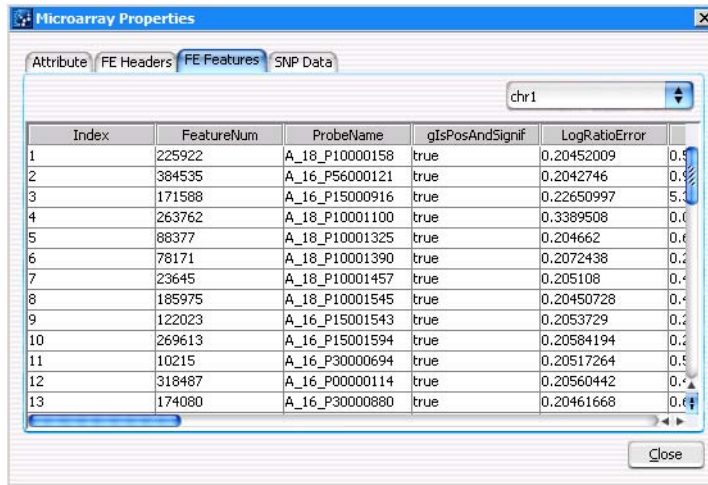 Microarray Properties
Attribute FE Headers FE Features SNP Data
chr1
Index FeatureNum ProbeName gIsPosAndSignif LogRatioError
1 225922 A_18_P10000158 true 0.20452009
2 384535 A_16_P56000121 true 0.2042746
3 171588 A_16_P15000916 true 0.22650997
4 263762 A_18_P10001100 true 0.3389508
5 88377 A_18_P10001325 true 0.204662
6 78171 A_18_P10001390 true 0.2072438
7 23645 A_18_P10001457 true 0.205108
8 185975 A_18_P10001545 true 0.20450728
9 122023 A_16_P15001543 true 0.2053729
10 269613 A_16_P15001594 true 0.20584194
11 10215 A_16_P30000694 true 0.20517264
12 318487 A_16_P00000114 true 0.20560442
13 174080 A_16_P30000880 true 0.20461668
Close